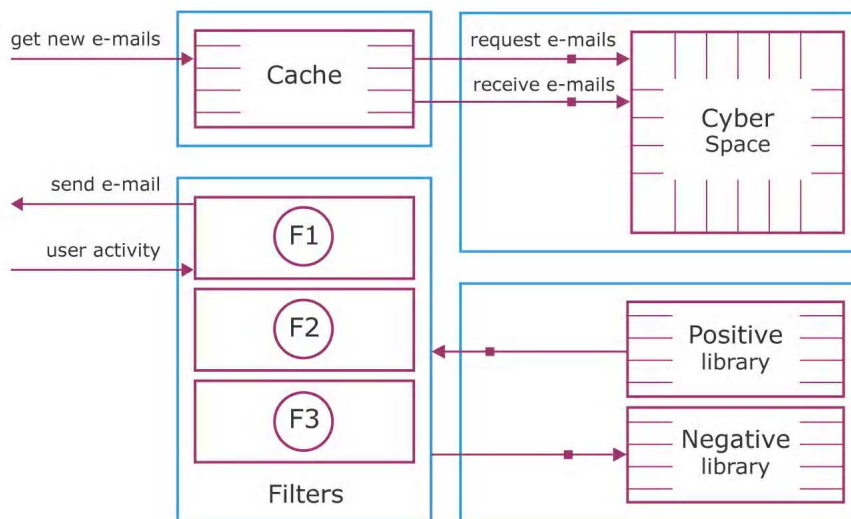 get new e-mails
Cache
request e-mails
receive e-mails
Cyber
Space
send e-mail
user activity
F1
F2
F3
Filters
Positive
library
Negative
library